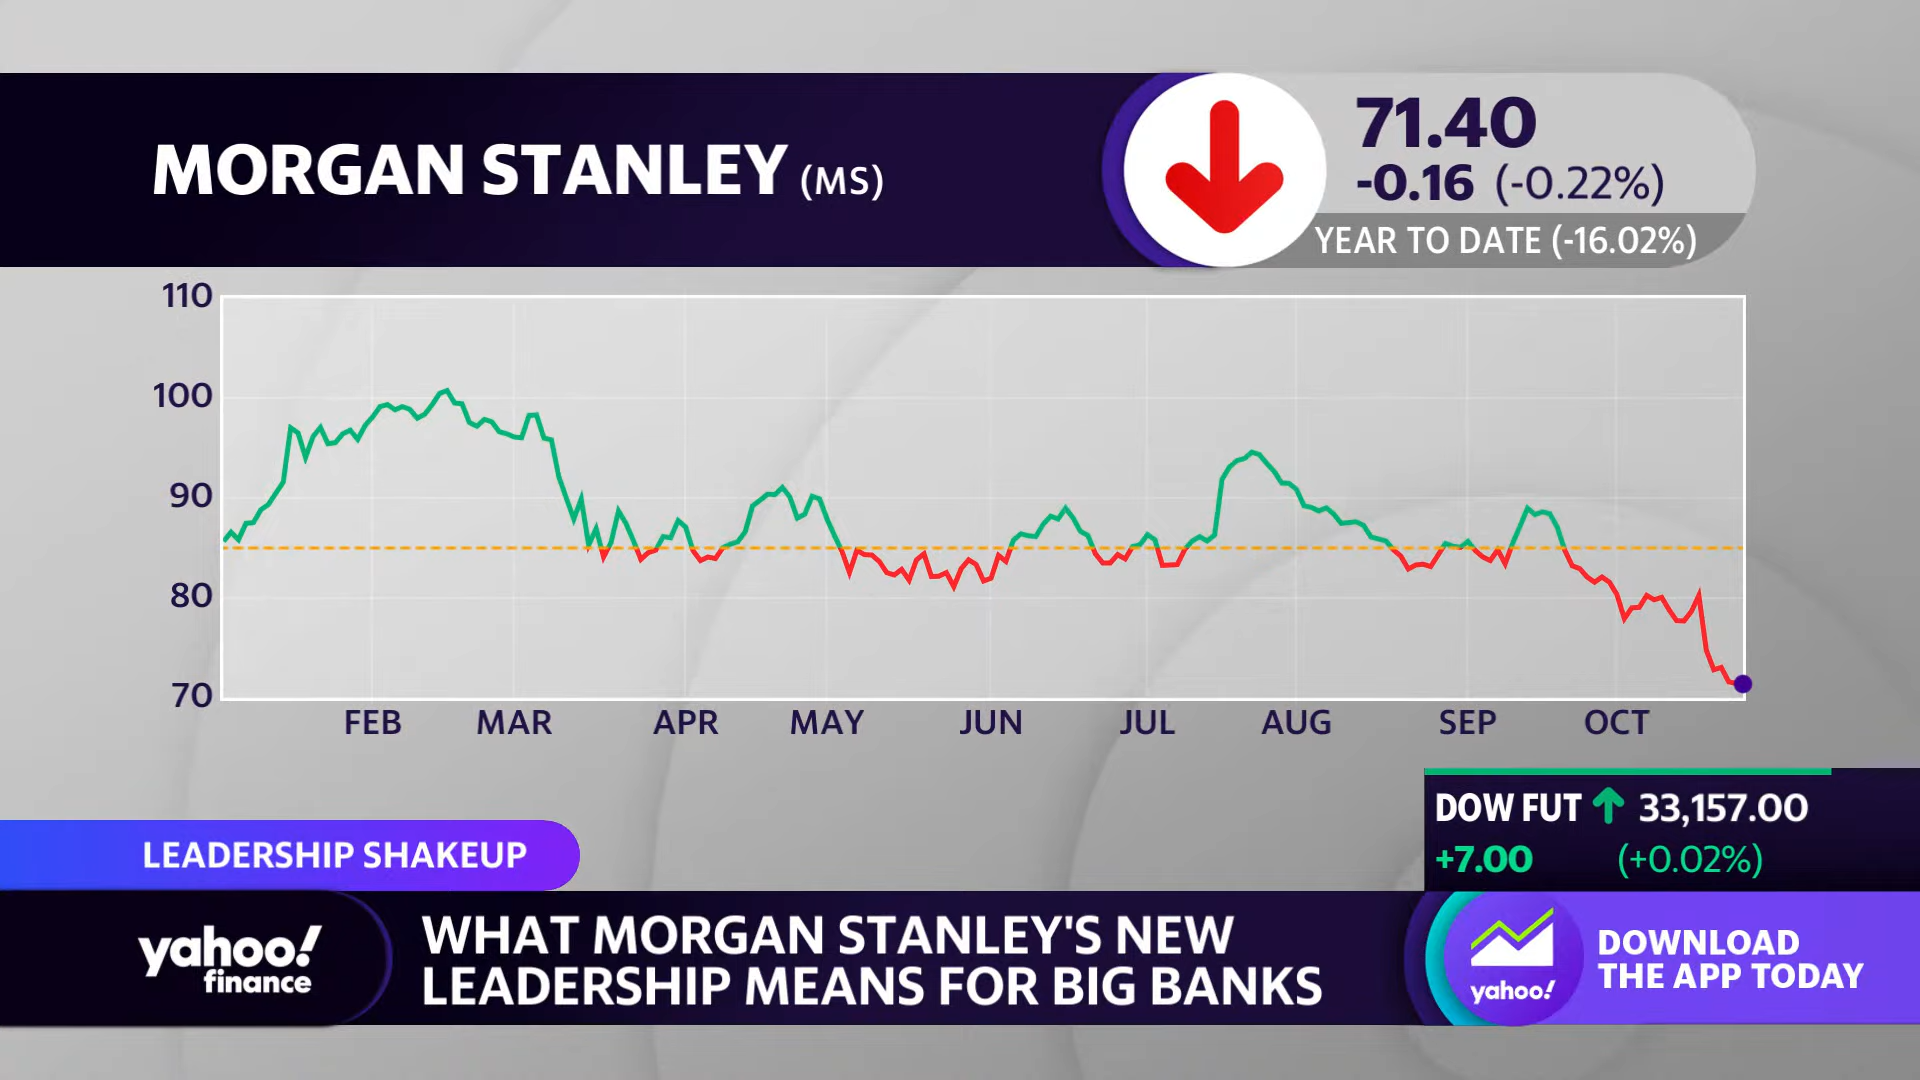 MORGAN STANLEY (MS)
71.40
-0.16 (-0.22%)
YEAR TO DATE (-16.02%)
110
100
90
80
70
FEB MAR APR MAY JUN JUL AUG SEP OCT
DOW FUT 33,157.00
+7.00 (+0.02%)
LEADERSHIP SHAKEUP
yahoo!
finance
WHAT MORGAN STANLEY'S NEW
LEADERSHIP MEANS FOR BIG BANKS
yahoo!
DOWNLOAD
THE APP TODAY